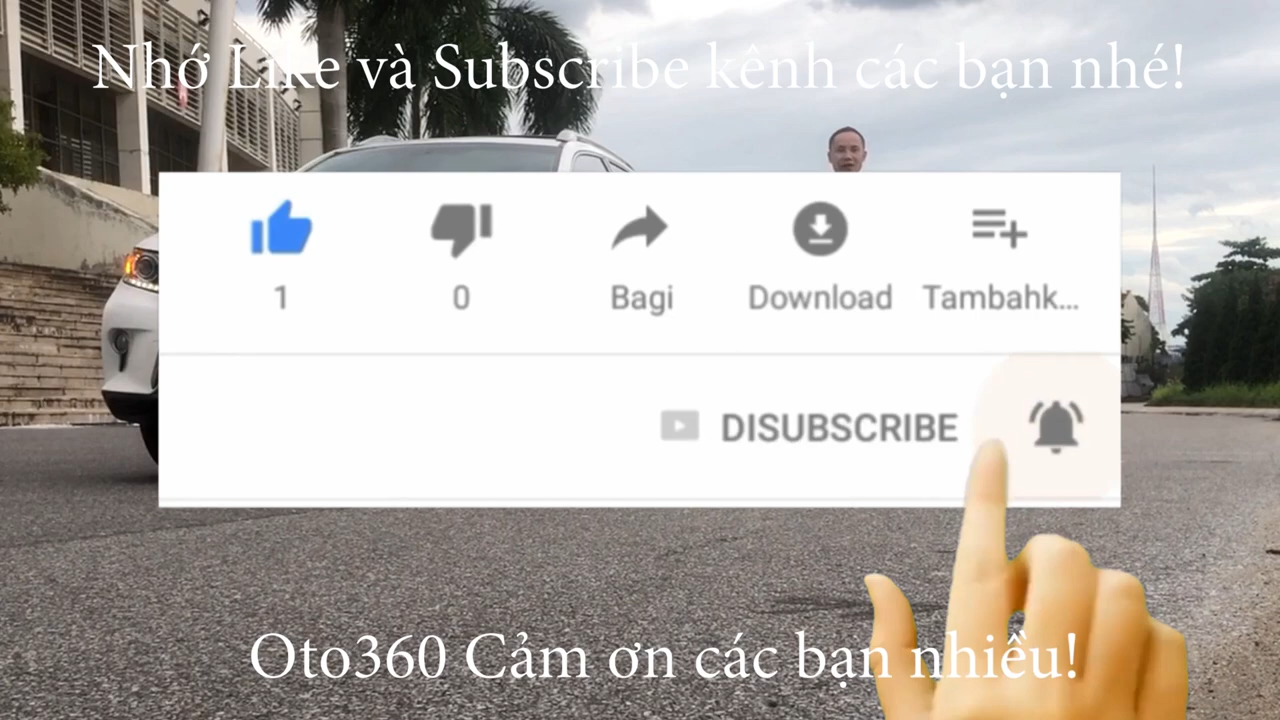 Nhớ Like và Subscribe kênh các bạn nhé!
1 0 Bagi Download Tambahk...
DISUBSCRIBE
Oto360 Cảm ơn các bạn nhiều!